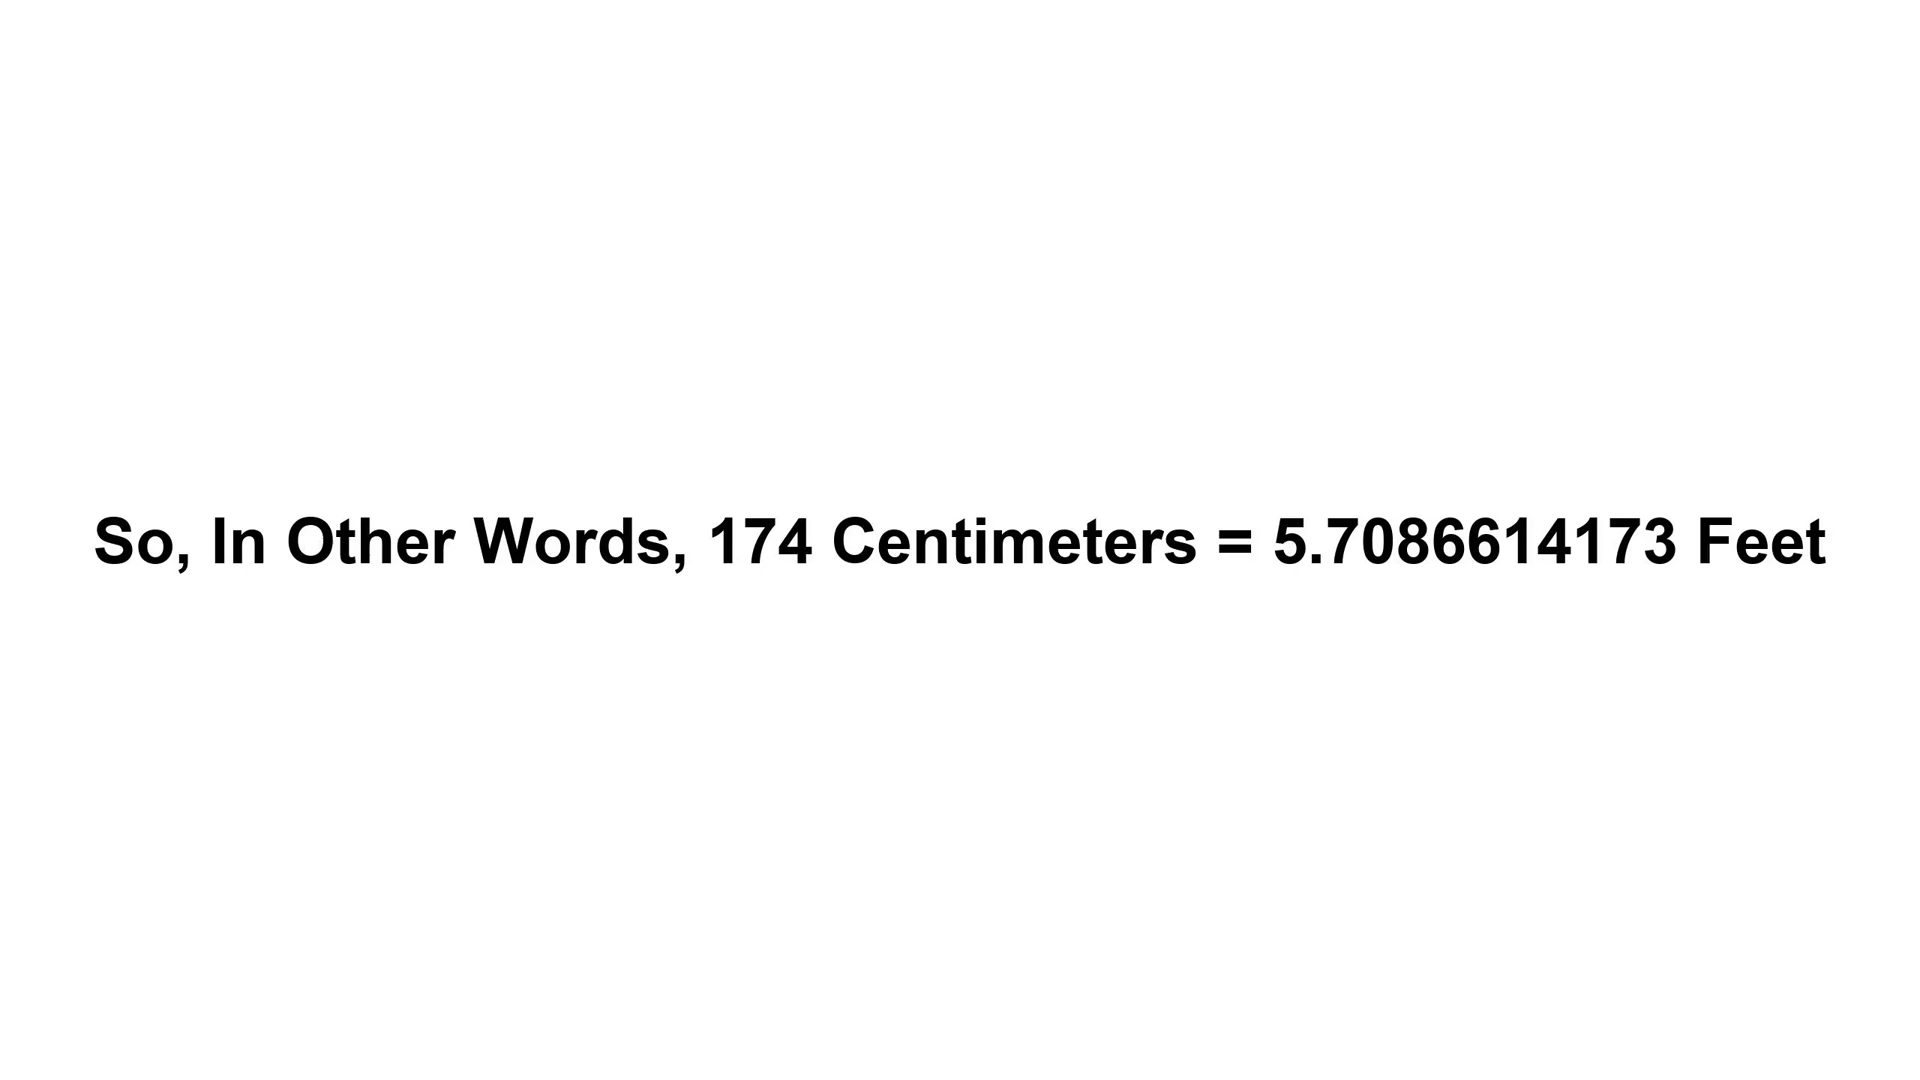 So, In Other Words, 174 Centimeters = 5.7086614173 Feet